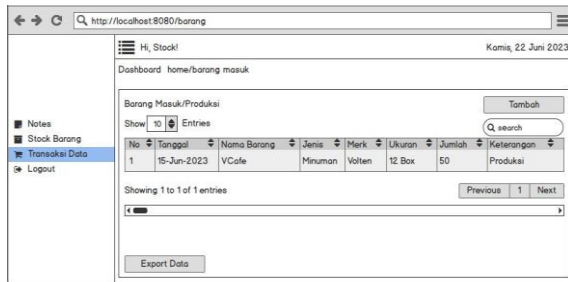 http://localhost:8080/barang
Hi, Stock!
Kamis, 22 Juni 2023
Dashboard home/barang masuk
Notes
Stock Barang
Transaksi Data
Logout
Barang Masuk/Produksi
Tambah
Show 10 Entries
search
No Tanggal Nama Barang Jenis Merk Ukuran Jumlah Keterangan
1 15-Jun-2023 VCafe Minuman Volten 12 Box 50 Produksi
Showing 1 to 1 of 1 entries
Previous 1 Next
Export Data